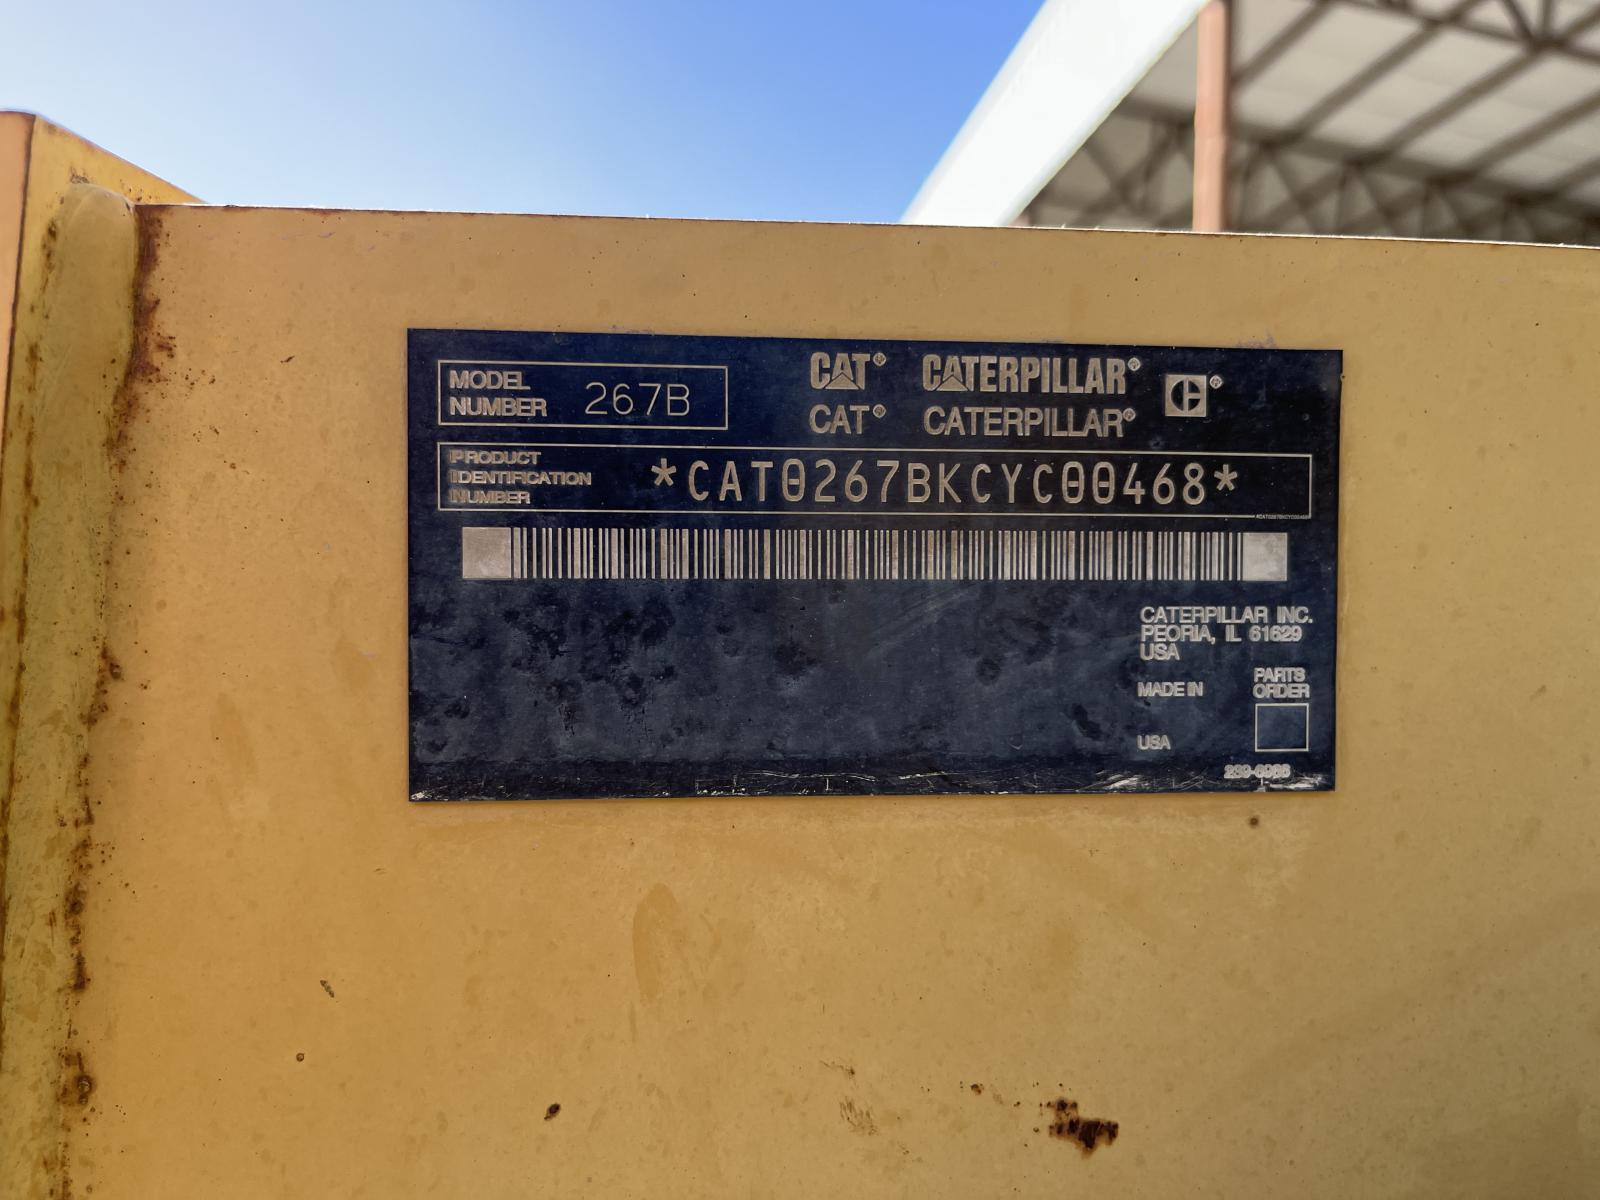 MODEL
NUMBER 267B
CAT® CATERPILLAR® ®
CAT® CATERPILLAR®
PRODUCT
IDENTIFICATION
NUMBER
*CAT0267BKCYC00468*
CATERPILLAR INC.
PEORIA, IL 61629
USA
MADE IN
PARTS
ORDER
USA